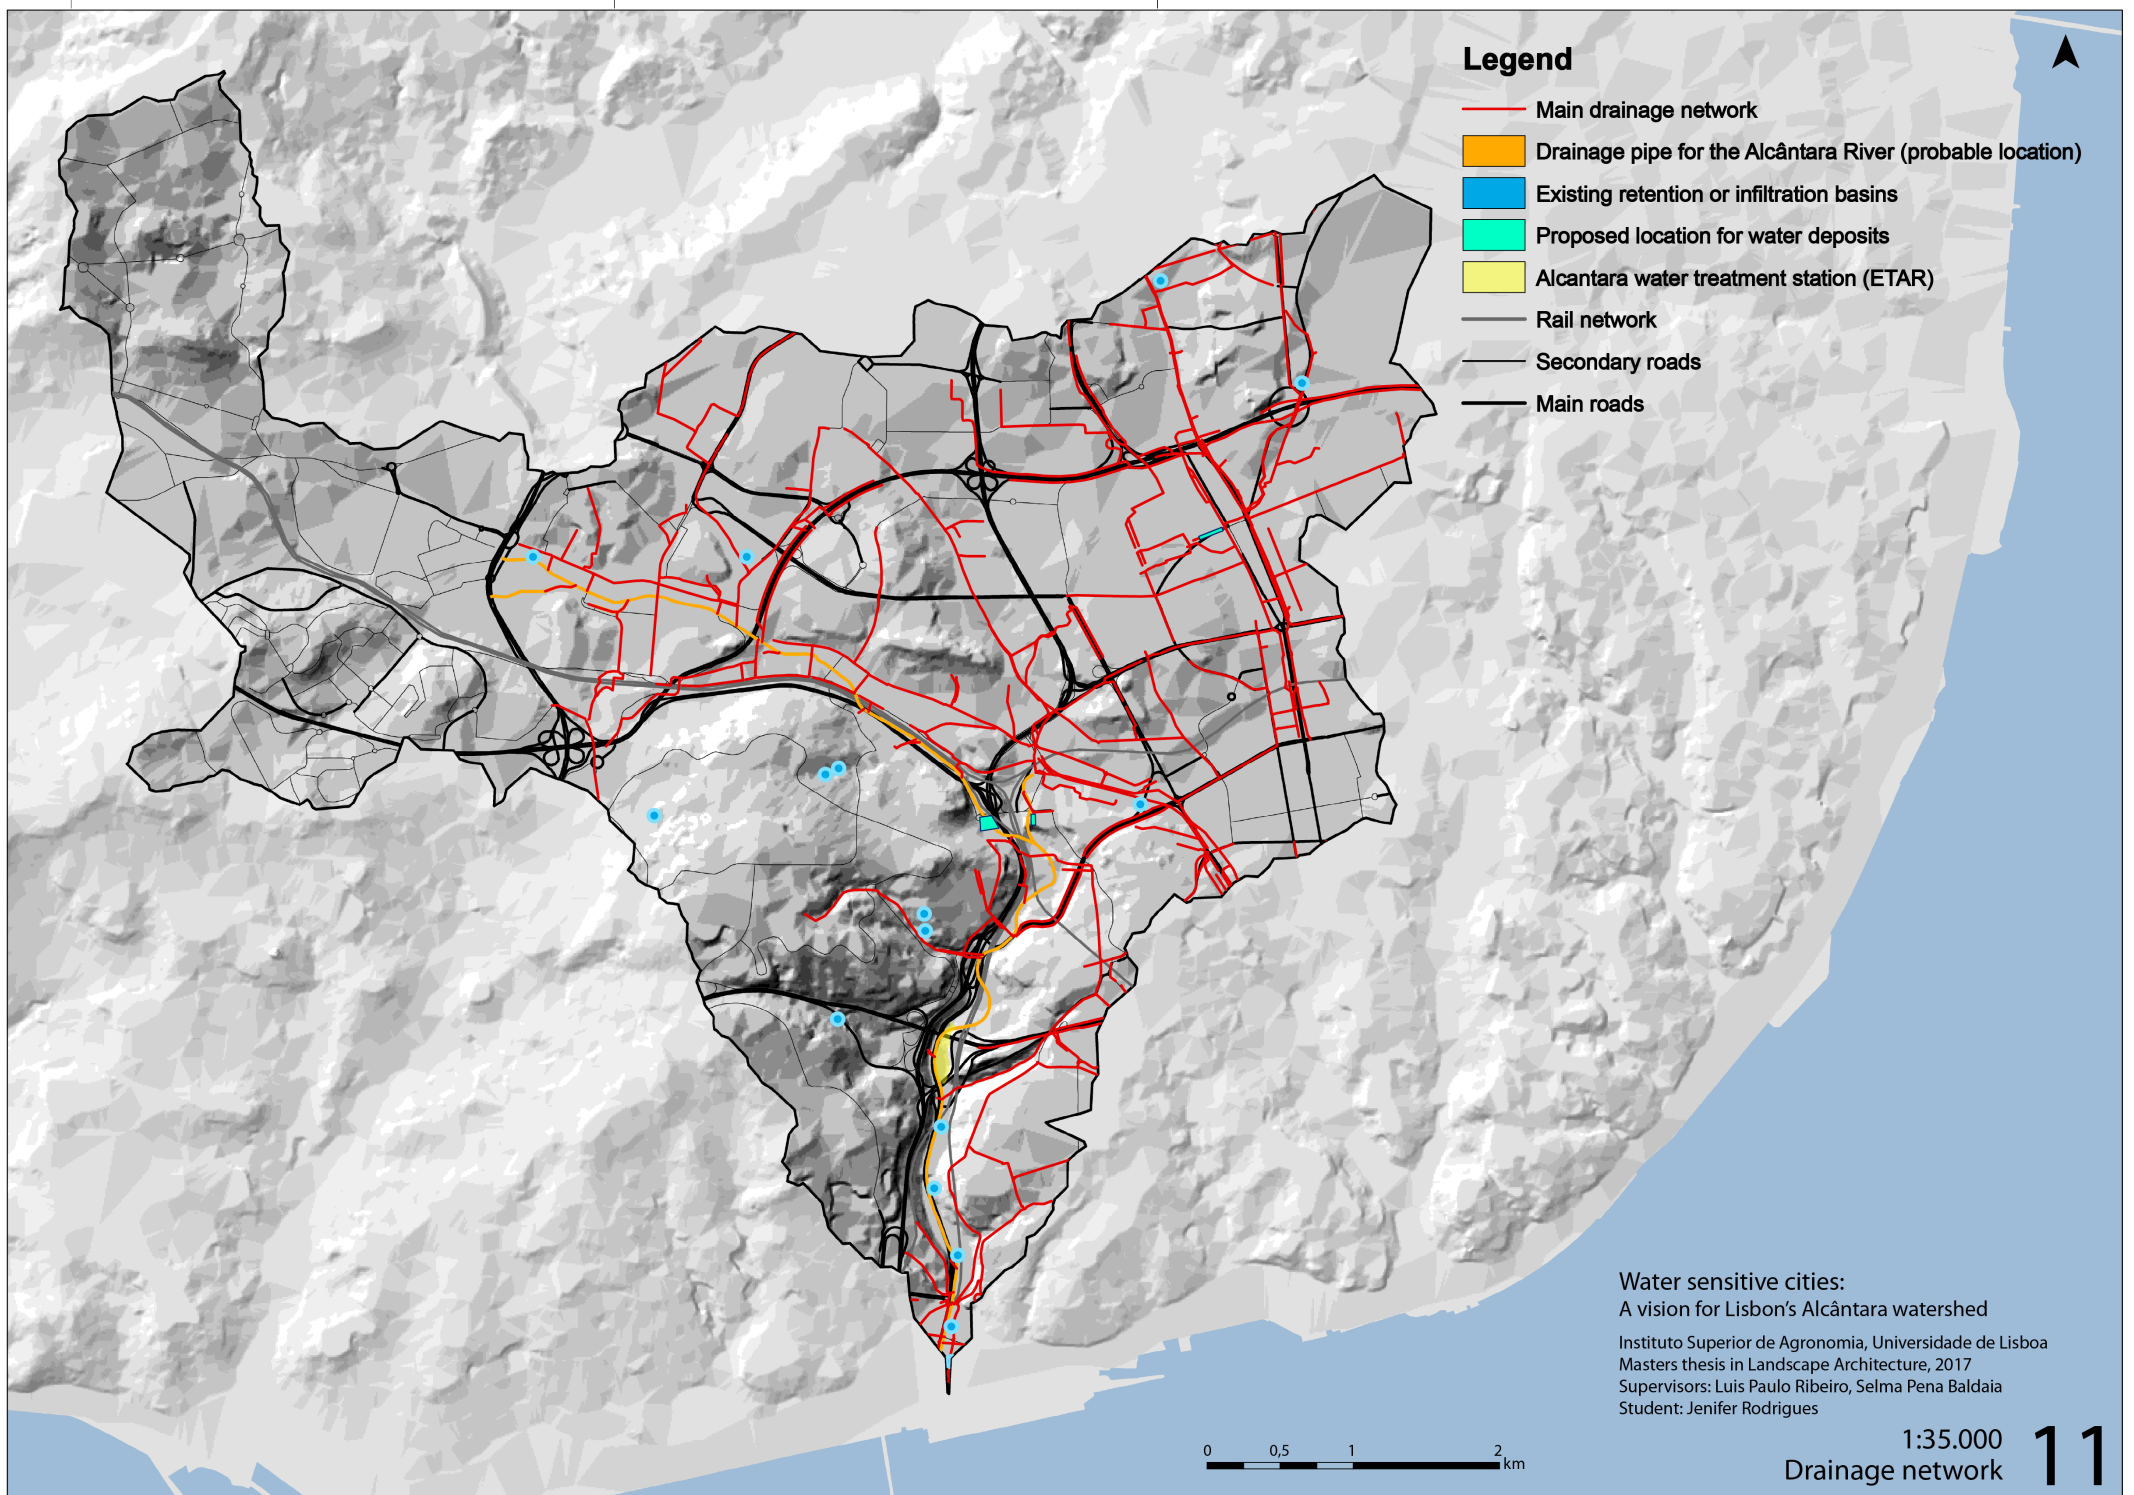 Legend
Main drainage network
Drainage pipe for the Alcântara River (probable location)
Existing retention or infiltration basins
Proposed location for water deposits
Alcantara water treatment station (ETAR)
Rail network
Secondary roads
Main roads
Water sensitive cities:
A vision for Lisbon's Alcântara watershed
Instituto Superior de Agronomia, Universidade de Lisboa
Masters thesis in Landscape Architecture, 2017
Supervisors: Luis Paulo Ribeiro, Selma Pena Baldaia
Student: Jenifer Rodrigues
1:35.000
Drainage network
11
0 0,5 1 2
km